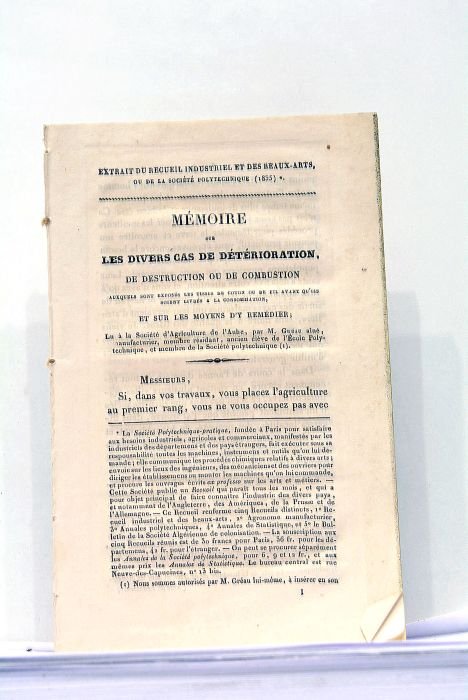 EXTRAIT DU RECUEIL INDUSTRIEL ET DES BEAUX-ARTS,
OU DE LA SOCIÉTÉ POLYTECHNIQUE (1835) *.
MÉMOIRE
SUR
LES DIVERS CAS DE DÉTÉRIORATION,
DE DESTRUCTION OU DE COMBUSTION
AUXQUELS SONT EXPOSÉS LES TISSUS DE COTON OU DE FIL AVANT QU'ILS
SOIENT LIVRÉS A LA CONSOMMATION;
ET SUR LES MOYENS D'Y REMÉDIER;
Lu à la Société d'Agriculture de l'Aube, par M. GRÉAU aîné,
manufacturier, membre résidant, ancien élève de l'École Poly-
technique, et membre de la Société polytechnique (1).
MESSIEURS,
Si, dans vos travaux, vous placez l'agriculture
au premier rang, vous ne vous occupez pas avec
* La Société Polytechnique-pratique, fondée à Paris pour satisfaire
aux besoins industriels, agricoles et commerciaux, manifestés par les
industriels des départemens et des pays étrangers, fait exécuter sous sa
responsabilité toutes les machines, instrumens et outils qu'on lui de-
mande; elle communique les procédés chimiques relatifs à divers arts;
envoie sur les lieux des ingénieurs, des mécaniciens et des ouvriers pour
diriger les établissemens ou monter les machines qu'on lui commande,
et procure les ouvrages écrits ex professo sur les arts et métiers. —
Cette Société publie un Recueil qui paraît tous les mois, et qui a
pour objet principal de faire connaître l'industrie des divers pays,
et notamment de l'Angleterre, des Amériques, de la Prusse et de
l'Allemagne. — Ce Recueil renferme cinq Recueils distincts, 1° Re-
cueil industriel et des beaux-arts, 2° Agronome manufacturier,
3° Annales polytechniques, 4° Annales de Statistique, et 5° le Bul-
letin de la Société Algérienne de colonisation. — La souscription aux
cinq Recueils réunis est de 30 francs pour Paris, 36 fr. pour les dé-
partemens, 42 fr. pour l'étranger. — On peut se procurer séparément
les Annales de la Société polytechnique, pour 6, 9 et 12 fr., et aux
mêmes prix les Annales de Statistique. Le bureau central est rue
Neuve-des-Capucines, n° 13 bis.
(1) Nous sommes autorisés par M. Gréau lui-même, à insérer en son
1